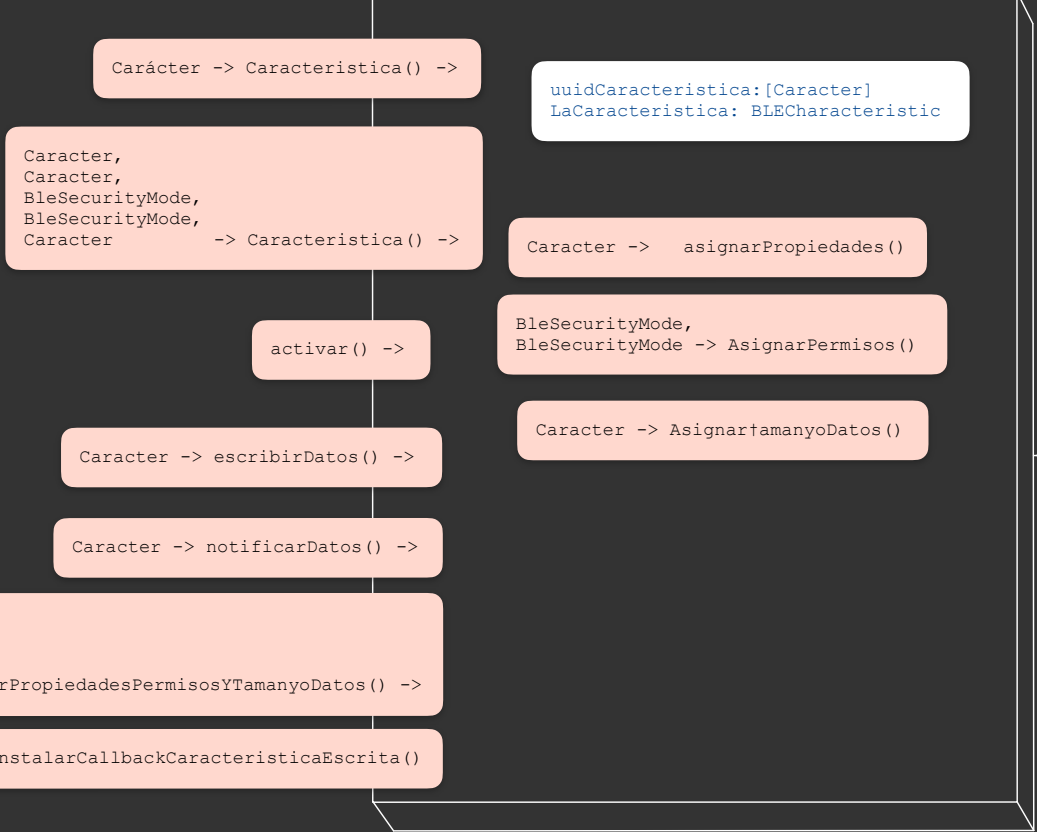 Carácter -> Caracteristica() ->
uuidCaracteristica:[Caracter]
LaCaracteristica: BLECharacteristic
Caracter,
Caracter,
BleSecurityMode,
BleSecurityMode,
Caracter -> Caracteristica() ->
Caracter -> asignarPropiedades()
BleSecurityMode,
BleSecurityMode -> AsignarPermisos()
activar() ->
Caracter -> Asignar†amanyoDatos()
Caracter -> escribirDatos() ->
Caracter -> notificarDatos() ->
rPropiedadesPermisosYTamanyoDatos() ->
nstalarCallbackCaracteristicaEscrita()